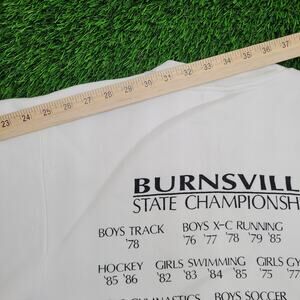 23 24 25 26 27 28 29 30 31 32 33 34 35 36 37
BURNSVILL
STATE CHAMPIONSH
BOYS TRACK BOYS X-C RUNNING
'78 '76 '77 '78 '79 '85
HOCKEY GIRLS SWIMMING GIRLS GY
'85 '86 '82 '83 '84 '85 '75 '77
GYMNASTICS BOYS SOCCER